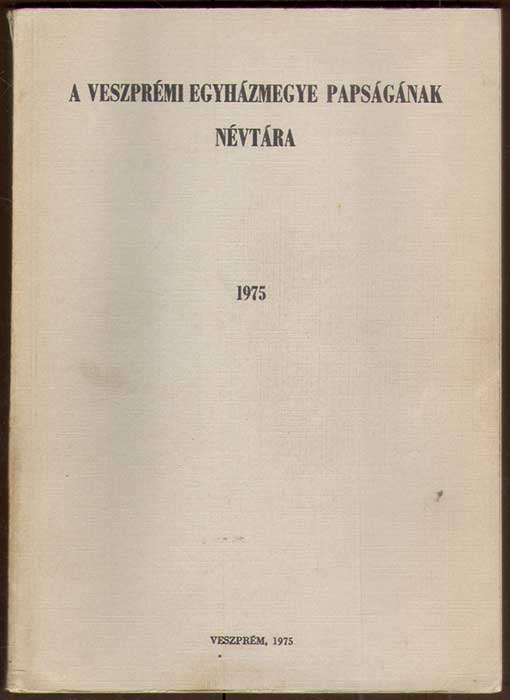 A VESZPRÉMI EGYHÁZMEGYE PAPSÁGÁNAK
NÉVTÁRA
1975
VESZPRÉM, 1975